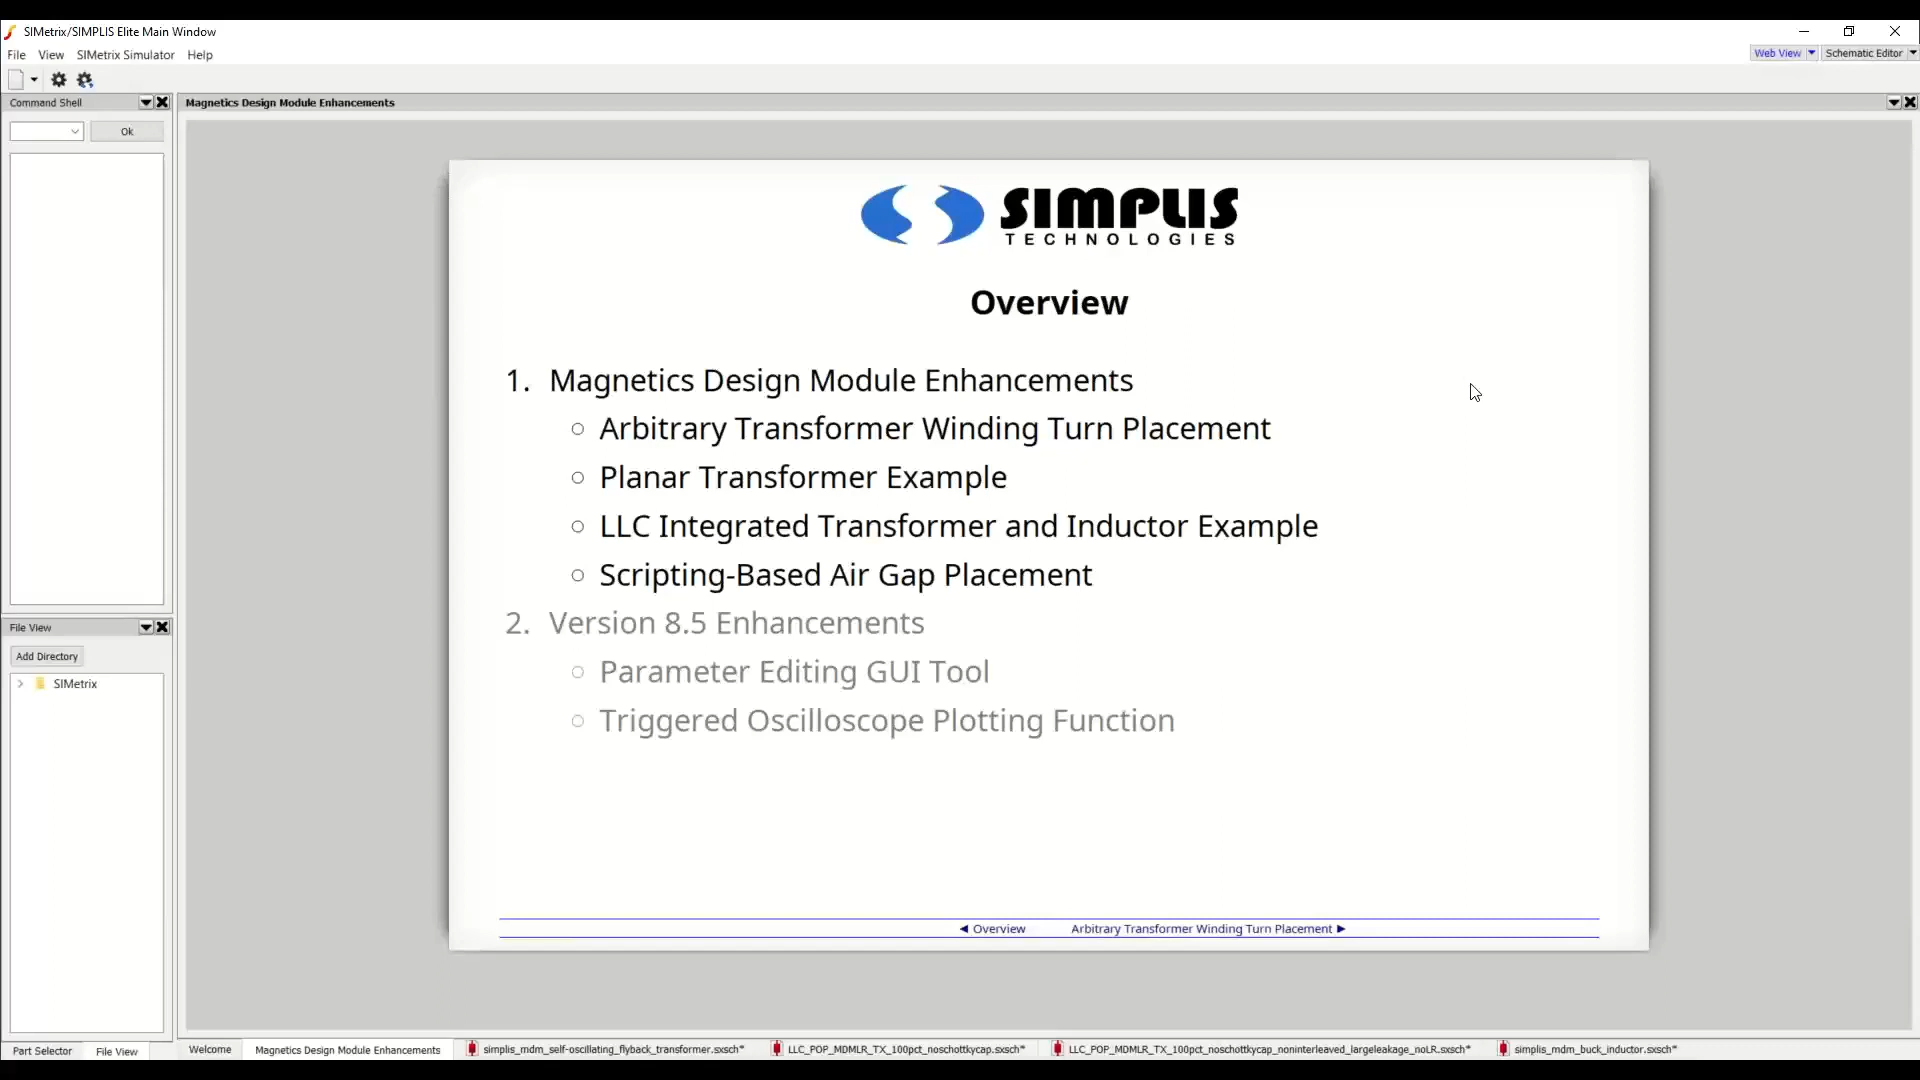 SIMetrix/SIMPLIS Elite Main Window
File View SIMetrix Simulator Help
Web View Schematic Editor
Command Shell
Magnetics Design Module Enhancements
Ok
SIMPLIS
TECHNOLOGIES
Overview
1. Magnetics Design Module Enhancements
○ Arbitrary Transformer Winding Turn Placement
○ Planar Transformer Example
○ LLC Integrated Transformer and Inductor Example
○ Scripting-Based Air Gap Placement
2. Version 8.5 Enhancements
○ Parameter Editing GUI Tool
○ Triggered Oscilloscope Plotting Function
◀ Overview Arbitrary Transformer Winding Turn Placement ▶
File View
Add Directory
SIMetrix
Part Selector File View
Welcome Magnetics Design Module Enhancements simplis_mdm_self-oscillating_flyback_transformer.sxsch* LLC_POP_MDMLR_TX_100pct_noschottkycap.sxsch* LLC_POP_MDMLR_TX_100pct_noschottkycap_noninterleaved_largeleakage_noLR.sxsch* simplis_mdm_buck_inductor.sxsch*